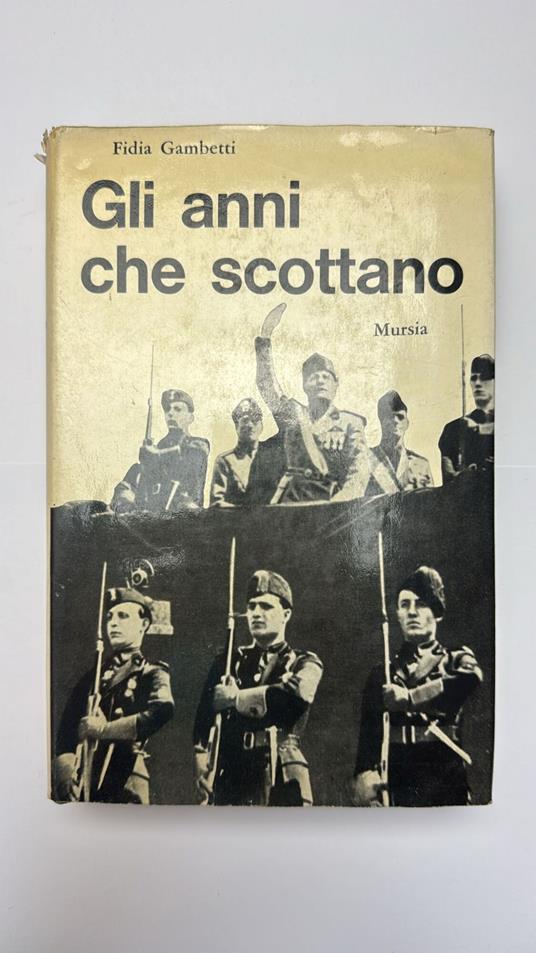 Fidia Gambetti
Gli anni
che scottano
Mursia